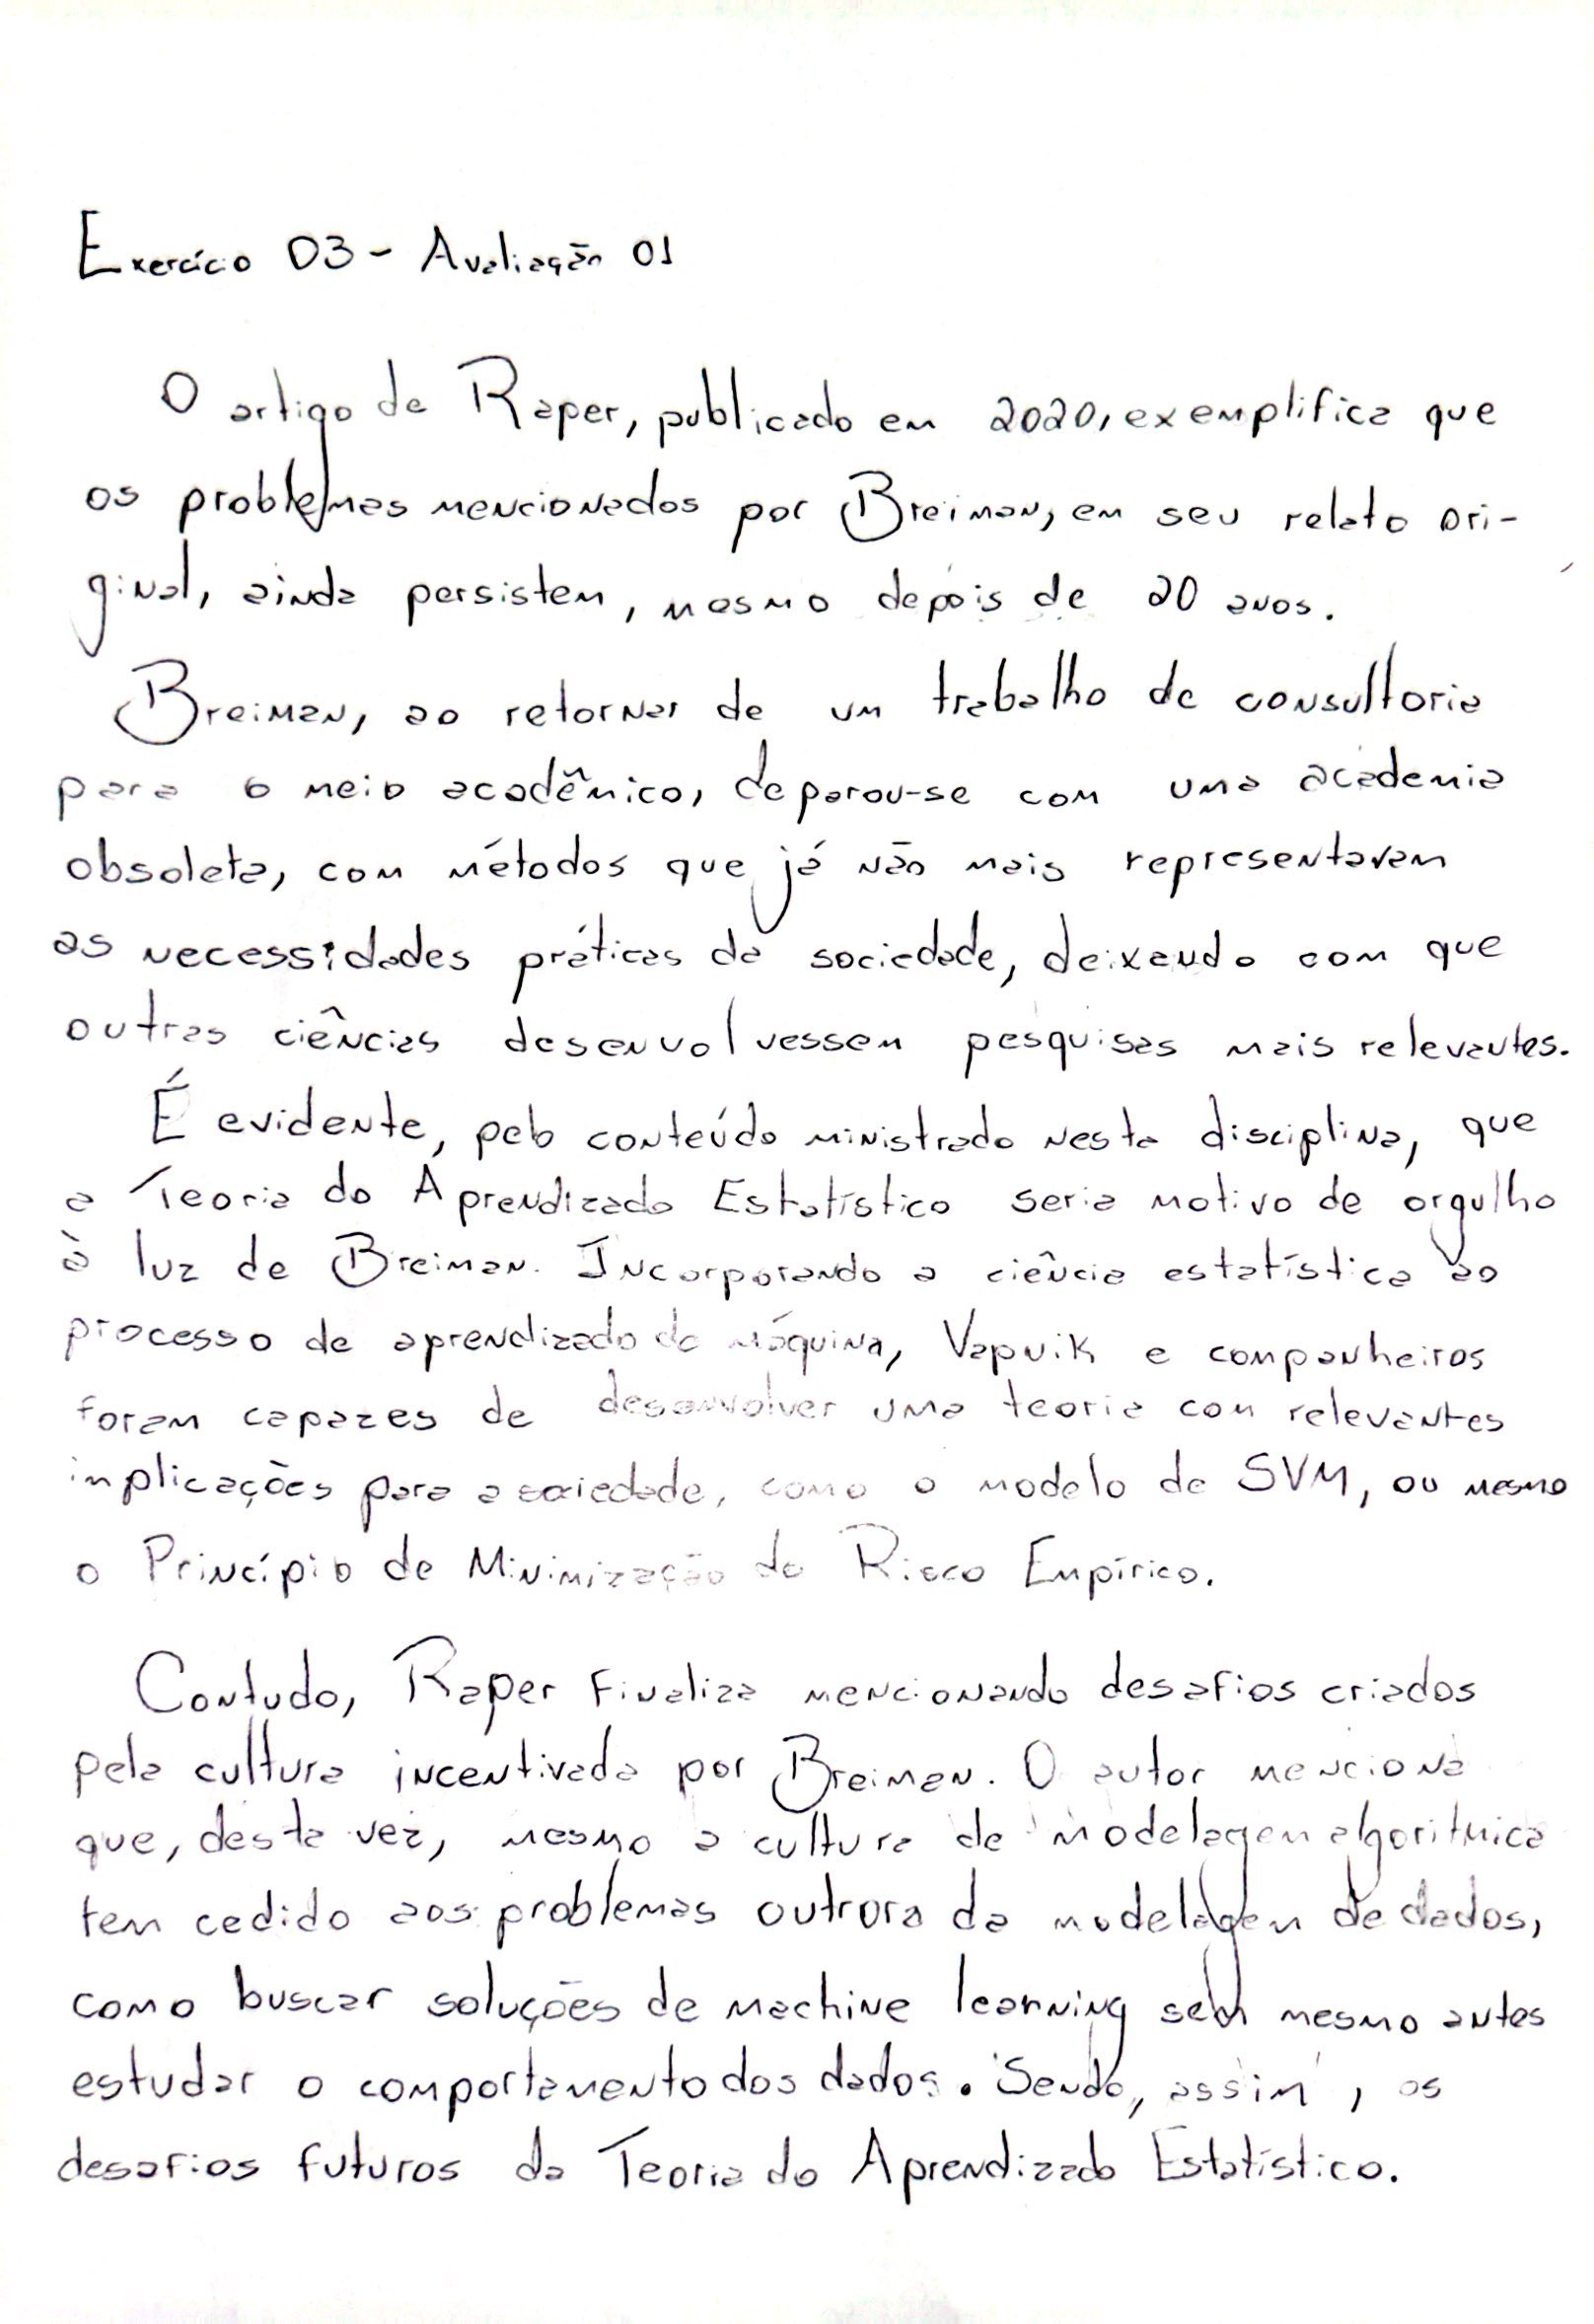 Exercício 03 - Avaliação 01
O artigo de Raper, publicado em 2020, exemplifica que
os problemas mencionados por Breiman, em seu relato ori-
ginal, ainda persistem, mesmo depois de 20 anos.
Breiman, ao retornar de um trabalho de consultoria
para o meio acadêmico, deparou-se com uma academia
obsoleta, com métodos que já não mais representavam
as necessidades práticas da sociedade, deixando com que
outras ciências desenvolvessem pesquisas mais relevantes.
É evidente, pelo conteúdo ministrado nesta disciplina, que
a Teoria do Aprendizado Estatístico seria motivo de orgulho
à luz de Breiman. Incorporando a ciência estatística ao
processo de aprendizado de máquina, Vapnik e companheiros
foram capazes de desenvolver uma teoria com relevantes
implicações para a sociedade, como o modelo de SVM, ou mesmo
o Princípio de Minimização do Risco Empírico.
Contudo, Raper finaliza mencionando desafios criados
pela cultura incentivada por Breiman. O autor menciona
que, desta vez, mesmo a cultura de modelagem algorítmica
tem cedido aos problemas outrora da modelagem de dados,
como buscar soluções de machine learning sem mesmo antes
estudar o comportamento dos dados. Sendo, assim, os
desafios futuros da Teoria do Aprendizado Estatístico.